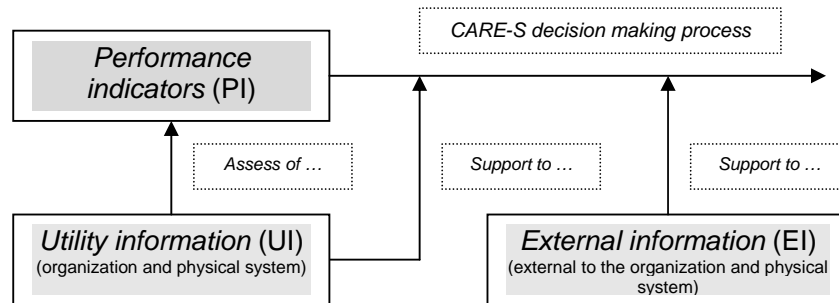 CARE-S decision making process
Performance
indicators (PI)
Assess of ...
Support to ...
Support to ...
Utility information (UI)
(organization and physical system)
External information (EI)
(external to the organization and physical
system)